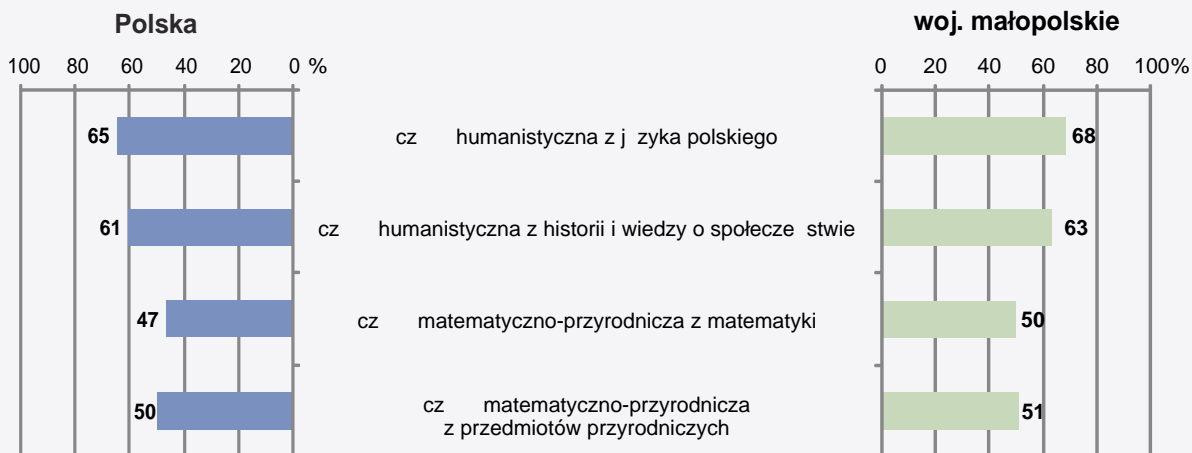 Polska
woj. małopolskie
100 80 60 40 20 0 %
0 20 40 60 80 100%
65 cz humanistyczna z j zyka polskiego 68
61 cz humanistyczna z historii i wiedzy o społecze stwie 63
47 cz matematyczno-przyrodnicza z matematyki 50
50 cz matematyczno-przyrodnicza 51
z przedmiotów przyrodniczych